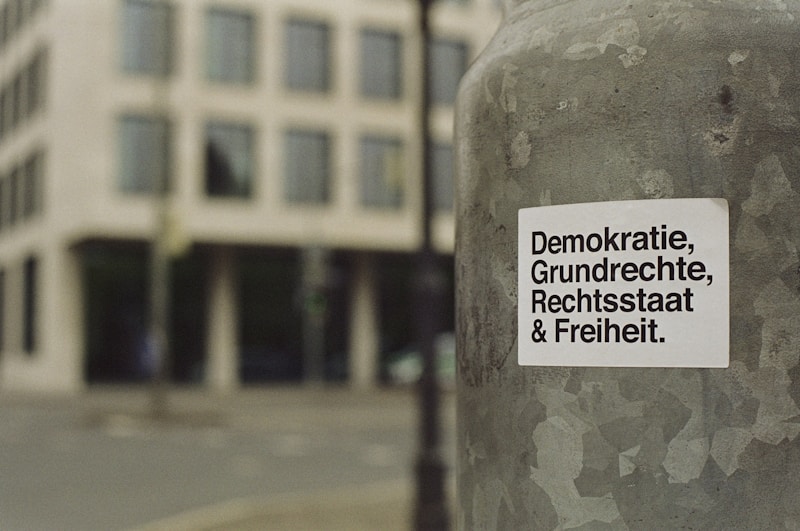 Demokratie,
Grundrechte,
Rechtsstaat
& Freiheit.